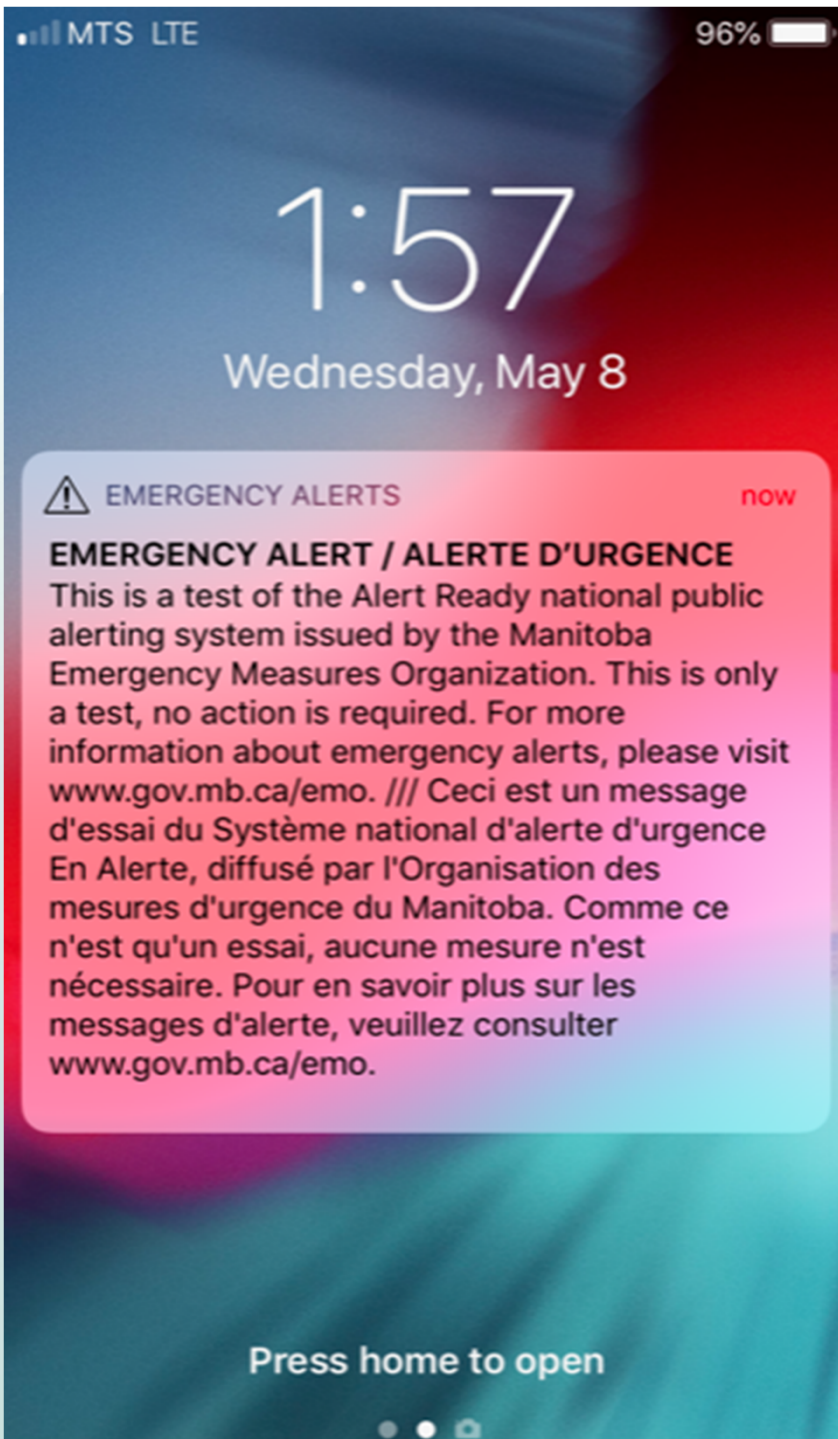 MTS LTE 96%
1:57
Wednesday, May 8
EMERGENCY ALERTS now
EMERGENCY ALERT / ALERTE D’URGENCE
This is a test of the Alert Ready national public
alerting system issued by the Manitoba
Emergency Measures Organization. This is only
a test, no action is required. For more
information about emergency alerts, please visit
www.gov.mb.ca/emo. /// Ceci est un message
d'essai du Système national d'alerte d'urgence
En Alerte, diffusé par l'Organisation des
mesures d'urgence du Manitoba. Comme ce
n'est qu'un essai, aucune mesure n'est
nécessaire. Pour en savoir plus sur les
messages d'alerte, veuillez consulter
www.gov.mb.ca/emo.
Press home to open